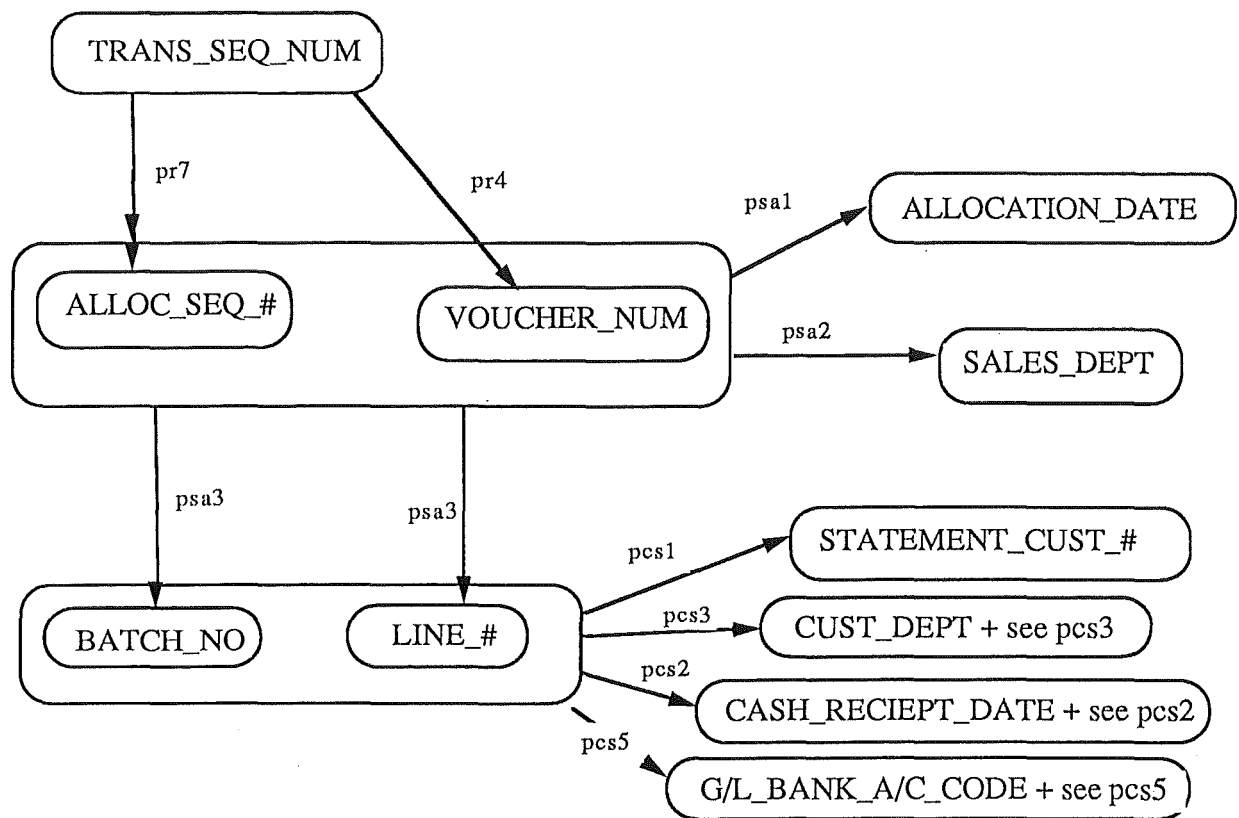 TRANS_SEQ_NUM
pr7
pr4
psa1
ALLOCATION_DATE
ALLOC_SEQ_#
VOUCHER_NUM
psa2
SALES_DEPT
psa3
psa3
pcs1
STATEMENT_CUST_#
BATCH_NO
LINE_#
pcs3
CUST_DEPT + see pcs3
pcs2
CASH_RECIEPT_DATE + see pcs2
pcs5
G/L_BANK_A/C_CODE + see pcs5